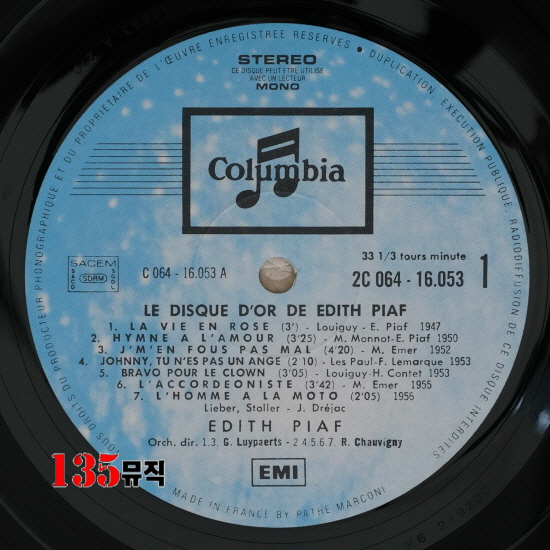 TOUS DROITS DU PRODUCTEUR PHONOGRAPHIQUE ET DU PROPRIETAIRE DE L'ŒUVRE ENREGISTREE RESERVES • DUPLICATION EXECUTION PUBLIQUE RADIODIFFUSION DE CE DISQUE INTERDITES
STEREO
CE DISQUE PEUT ETRE UTILISE
AVEC UN LECTEUR
MONO
Columbia
33 1/3 tours minute
SACEM
SACD SDRM SGDL
C 064 - 16.053 A
2C 064 - 16.053 1
LE DISQUE D'OR DE EDITH PIAF
1. LA VIE EN ROSE (3') - Louiguy - E. Piaf 1947
2. HYMNE A L'AMOUR (3'25) - M. Monnot-E. Piaf 1950
3. J'M'EN FOUS PAS MAL (4'20) - M. Emer 1952
4. JOHNNY, TU N'ES PAS UN ANGE (2'10) - Les Paul-F. Lemarque 1953
5. BRAVO POUR LE CLOWN (3'05) - Louiguy-H. Contet 1953
6. L'ACCORDEONISTE (3'42) - M. Emer 1955
7. L'HOMME A LA MOTO (2'05) 1956
Lieber, Stoller - J. Dréjac
EDITH PIAF
Orch. dir. 1.3. G. Luypaerts - 2 4.5.6.7. R. Chauvigny
EMI
135뮤직
MADE IN FRANCE BY PATHE MARCONI